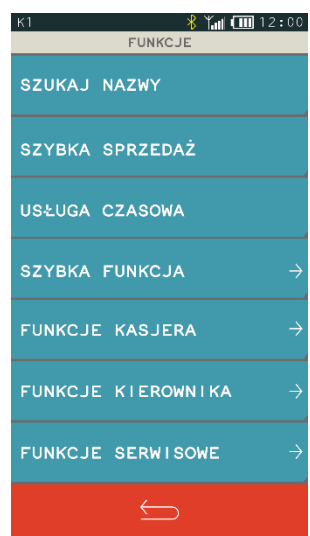 K1 12:00
FUNKCJE
SZUKAJ NAZWY
SZYBKA SPRZEDAŻ
USŁUGA CZASOWA
SZYBKA FUNKCJA
FUNKCJE KASJERA
FUNKCJE KIEROWNIKA
FUNKCJE SERWISOWE